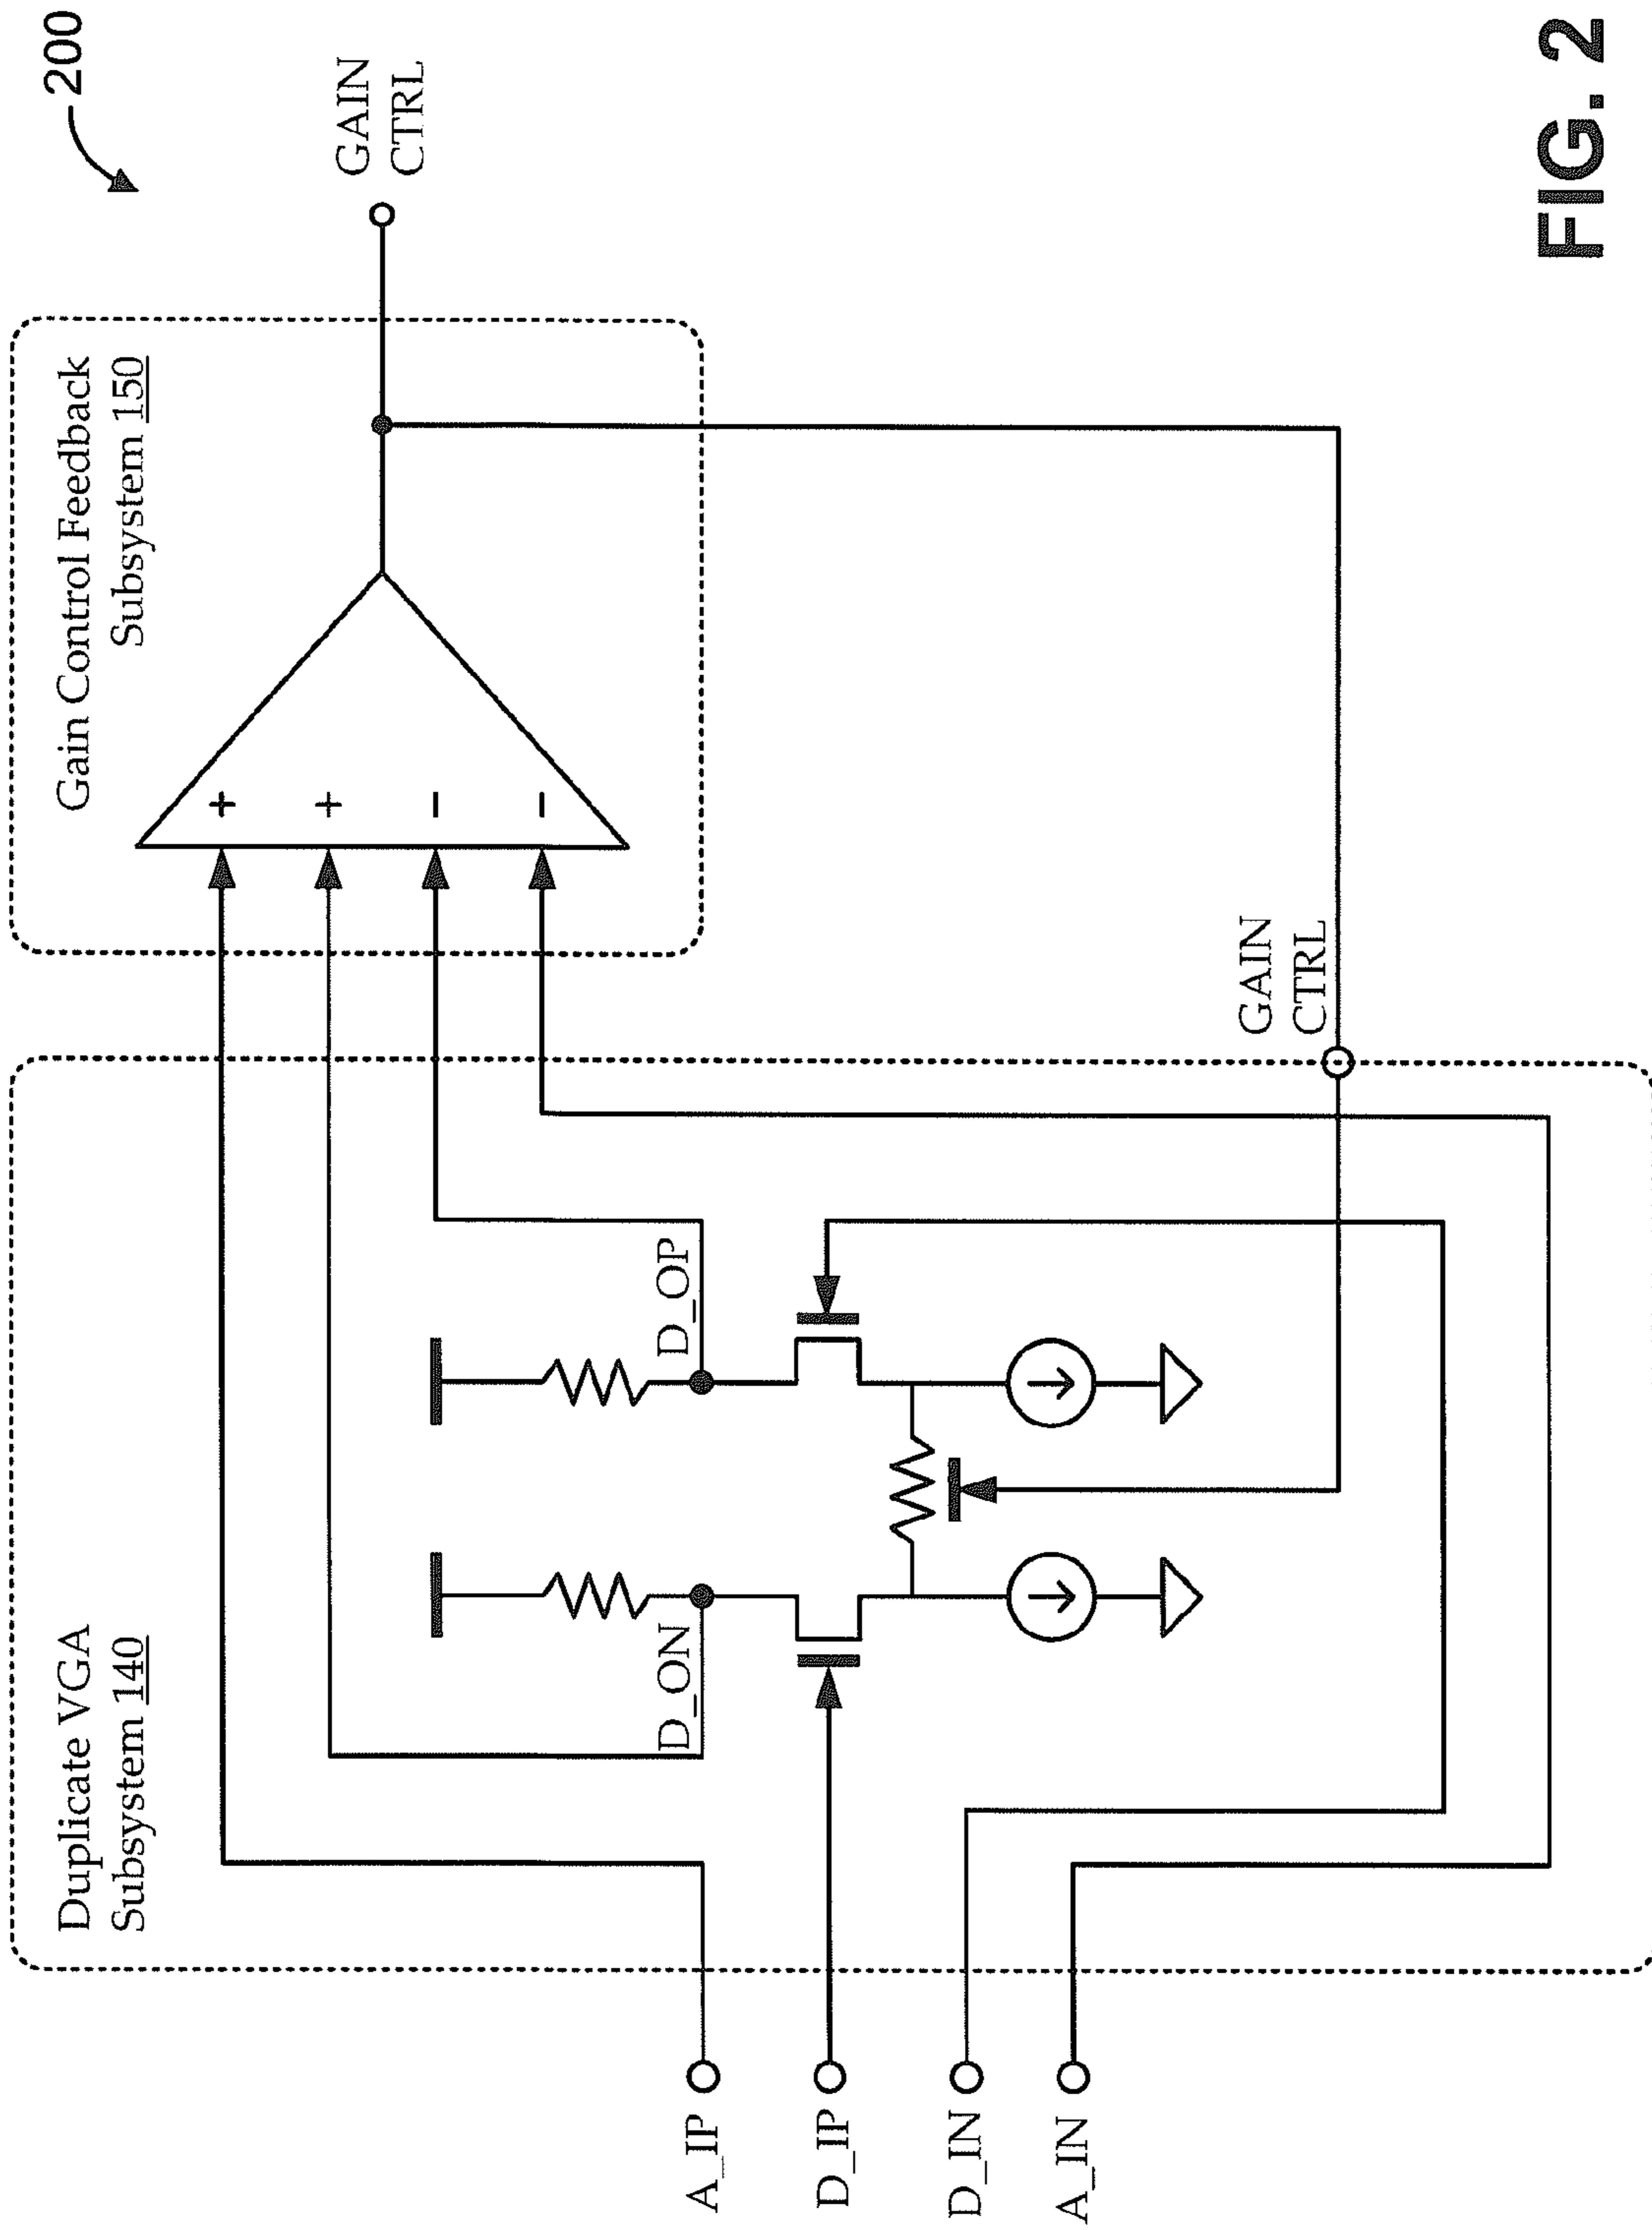 200
Duplicate VGA
Subsystem 140
Gain Control Feedback
Subsystem 150
+
+
−
−
GAIN
CTRL
D_ON
D_OP
A_IP
D_IP
D_IN
A_IN
GAIN
CTRL
FIG. 2